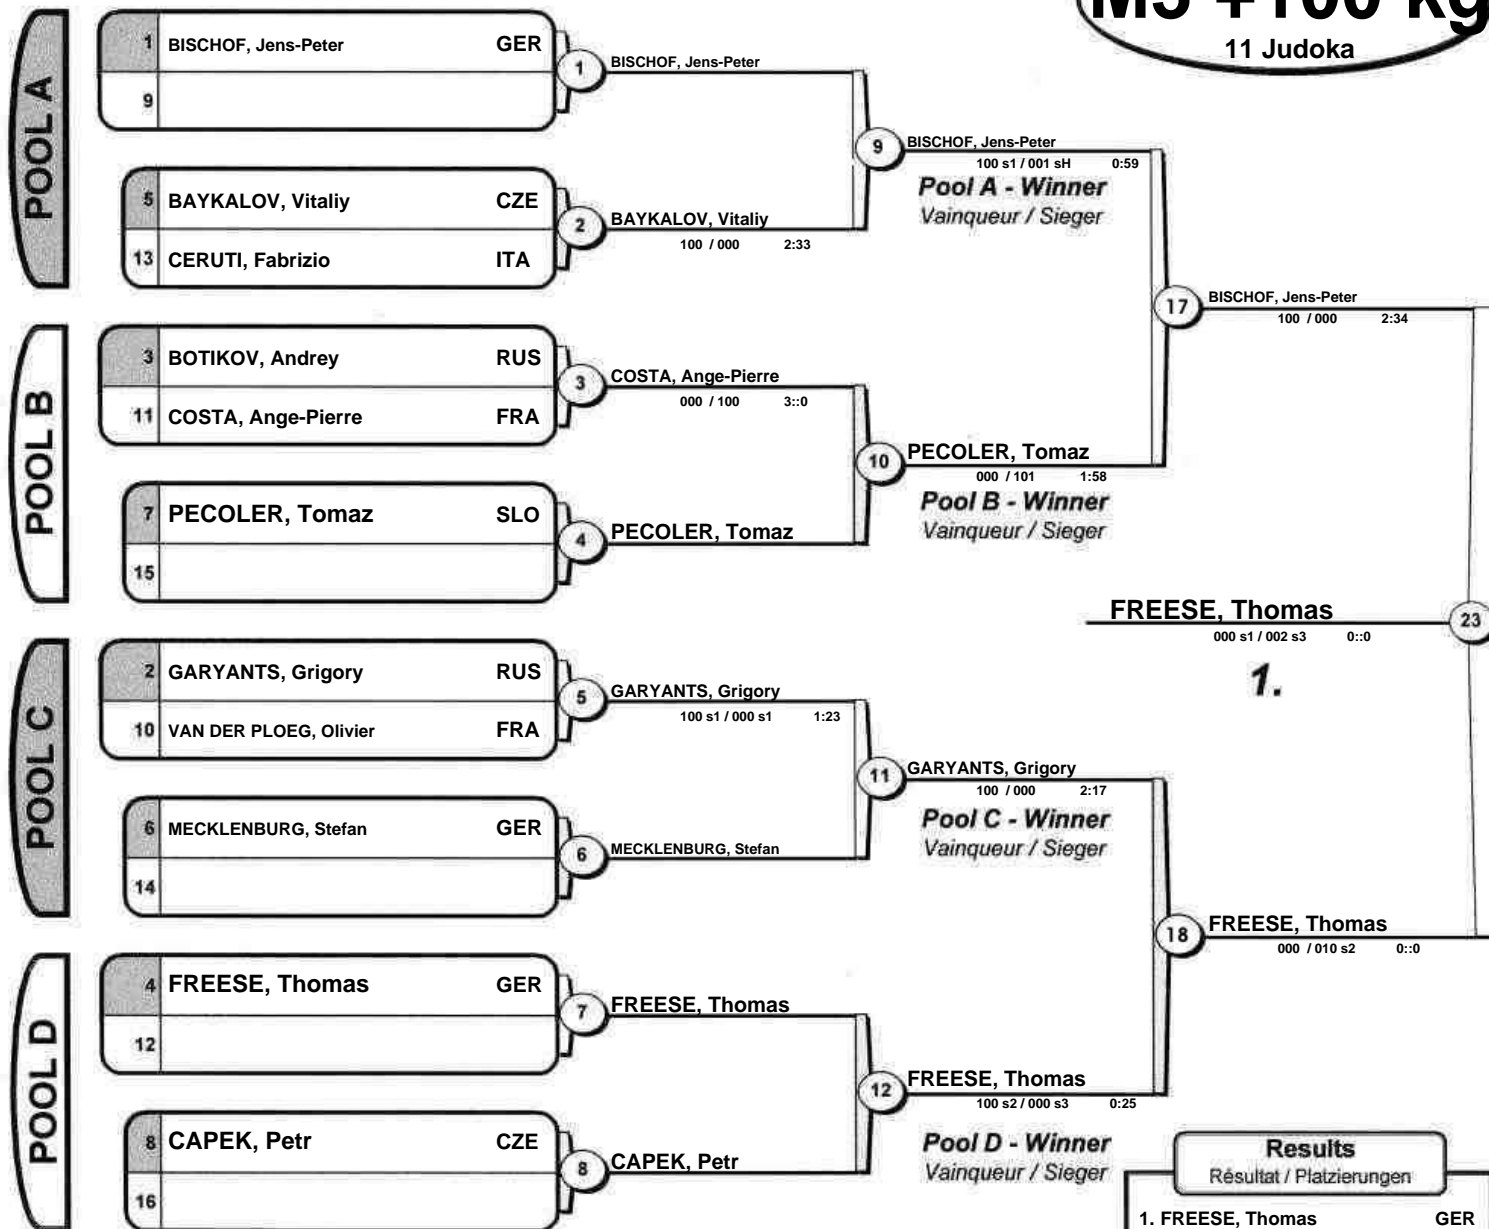 M5 +100 kg
11 Judoka
POOL A
1 BISCHOF, Jens-Peter GER
9
5 BAYKALOV, Vitaliy CZE
13 CERUTI, Fabrizio ITA
1 BISCHOF, Jens-Peter
2 BAYKALOV, Vitaliy
100 / 000 2:33
9 BISCHOF, Jens-Peter
100 s1 / 001 sH 0:59
Pool A - Winner
Vainqueur / Sieger
POOL B
3 BOTIKOV, Andrey RUS
11 COSTA, Ange-Pierre FRA
7 PECOLER, Tomaz SLO
15
3 COSTA, Ange-Pierre
000 / 100 3::0
4 PECOLER, Tomaz
10 PECOLER, Tomaz
000 / 101 1:58
Pool B - Winner
Vainqueur / Sieger
17 BISCHOF, Jens-Peter
100 / 000 2:34
FREESE, Thomas 23
000 s1 / 002 s3 0::0
1.
POOL C
2 GARYANTS, Grigory RUS
10 VAN DER PLOEG, Olivier FRA
6 MECKLENBURG, Stefan GER
14
5 GARYANTS, Grigory
100 s1 / 000 s1 1:23
6 MECKLENBURG, Stefan
11 GARYANTS, Grigory
100 / 000 2:17
Pool C - Winner
Vainqueur / Sieger
18 FREESE, Thomas
000 / 010 s2 0::0
POOL D
4 FREESE, Thomas GER
12
8 CAPEK, Petr CZE
16
7 FREESE, Thomas
8 CAPEK, Petr
12 FREESE, Thomas
100 s2 / 000 s3 0:25
Pool D - Winner
Vainqueur / Sieger
Results
Résultat / Platzierungen
1. FREESE, Thomas GER